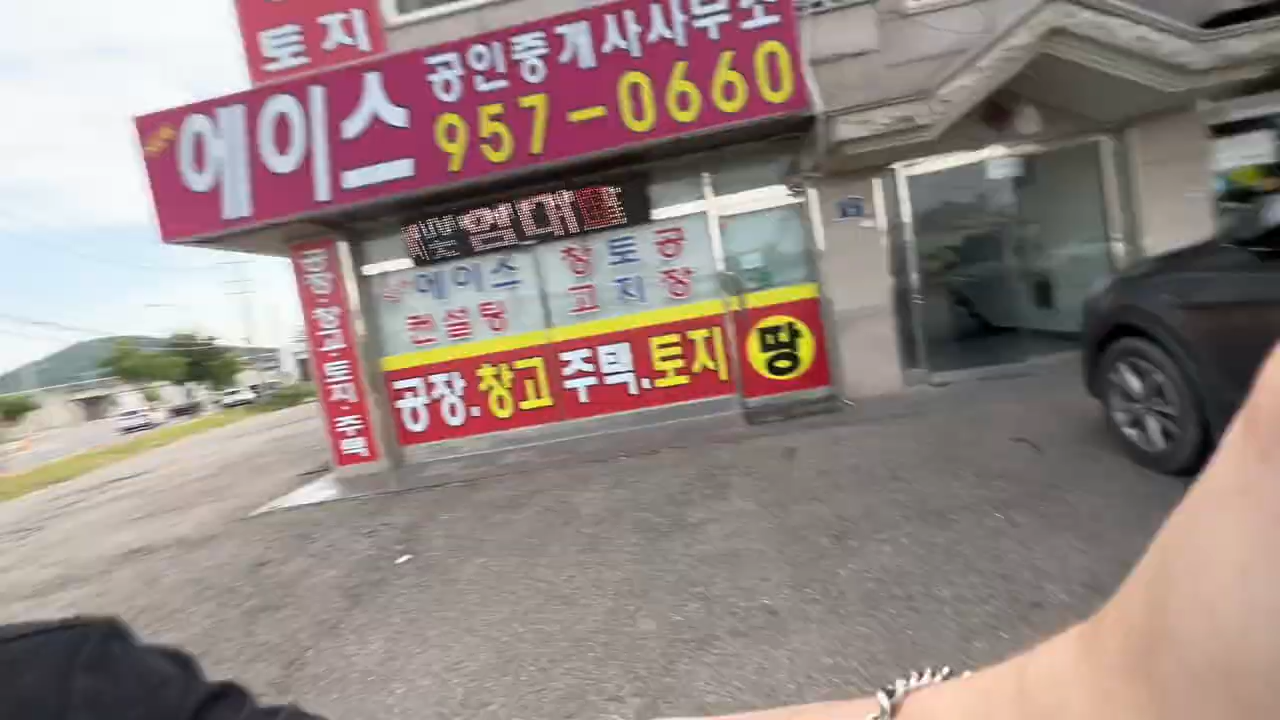 토지
에이스 공인중개사사무소
957-0660
임대
에이스
컨설팅
창 토 공
고 지 장
공장.창고 주택.토지 땅
공장·창고·토지·주택